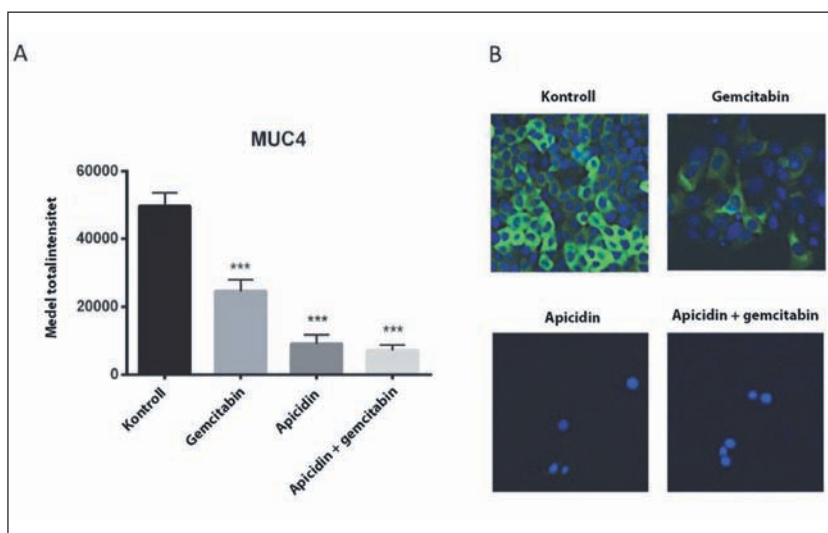 A
MUC4
Medel totalintensitet
60000
40000
20000
0
***
***
***
Kontroll
Gemcitabin
Apicidin
Apicidin + gemcitabin
B
Kontroll
Gemcitabin
Apicidin
Apicidin + gemcitabin